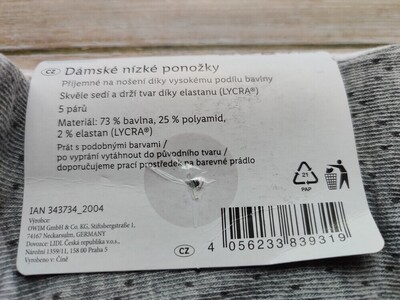 CZ Dámské nízké ponožky
Příjemné na nošení díky vysokému podílu bavlny
Skvěle sedí a drží tvar díky elastanu (LYCRA®)
5 párů
Materiál: 73 % bavlna, 25 % polyamid,
2 % elastan (LYCRA®)
Prát s podobnými barvami /
po vyprání vytáhnout do původního tvaru /
doporučujeme prací prostředek na barevné prádlo
21
PAP
IAN 343734_2004
Výrobce:
OWIM GmbH & Co. KG, Stiftsbergstraße 1,
74167 Neckarsulm, GERMANY
Dovozce: LIDL Česká republika v.o.s.,
Nárožní 1359/11, 158 00 Praha 5
Vyrobeno v: Číně
CZ
4 056233 839319